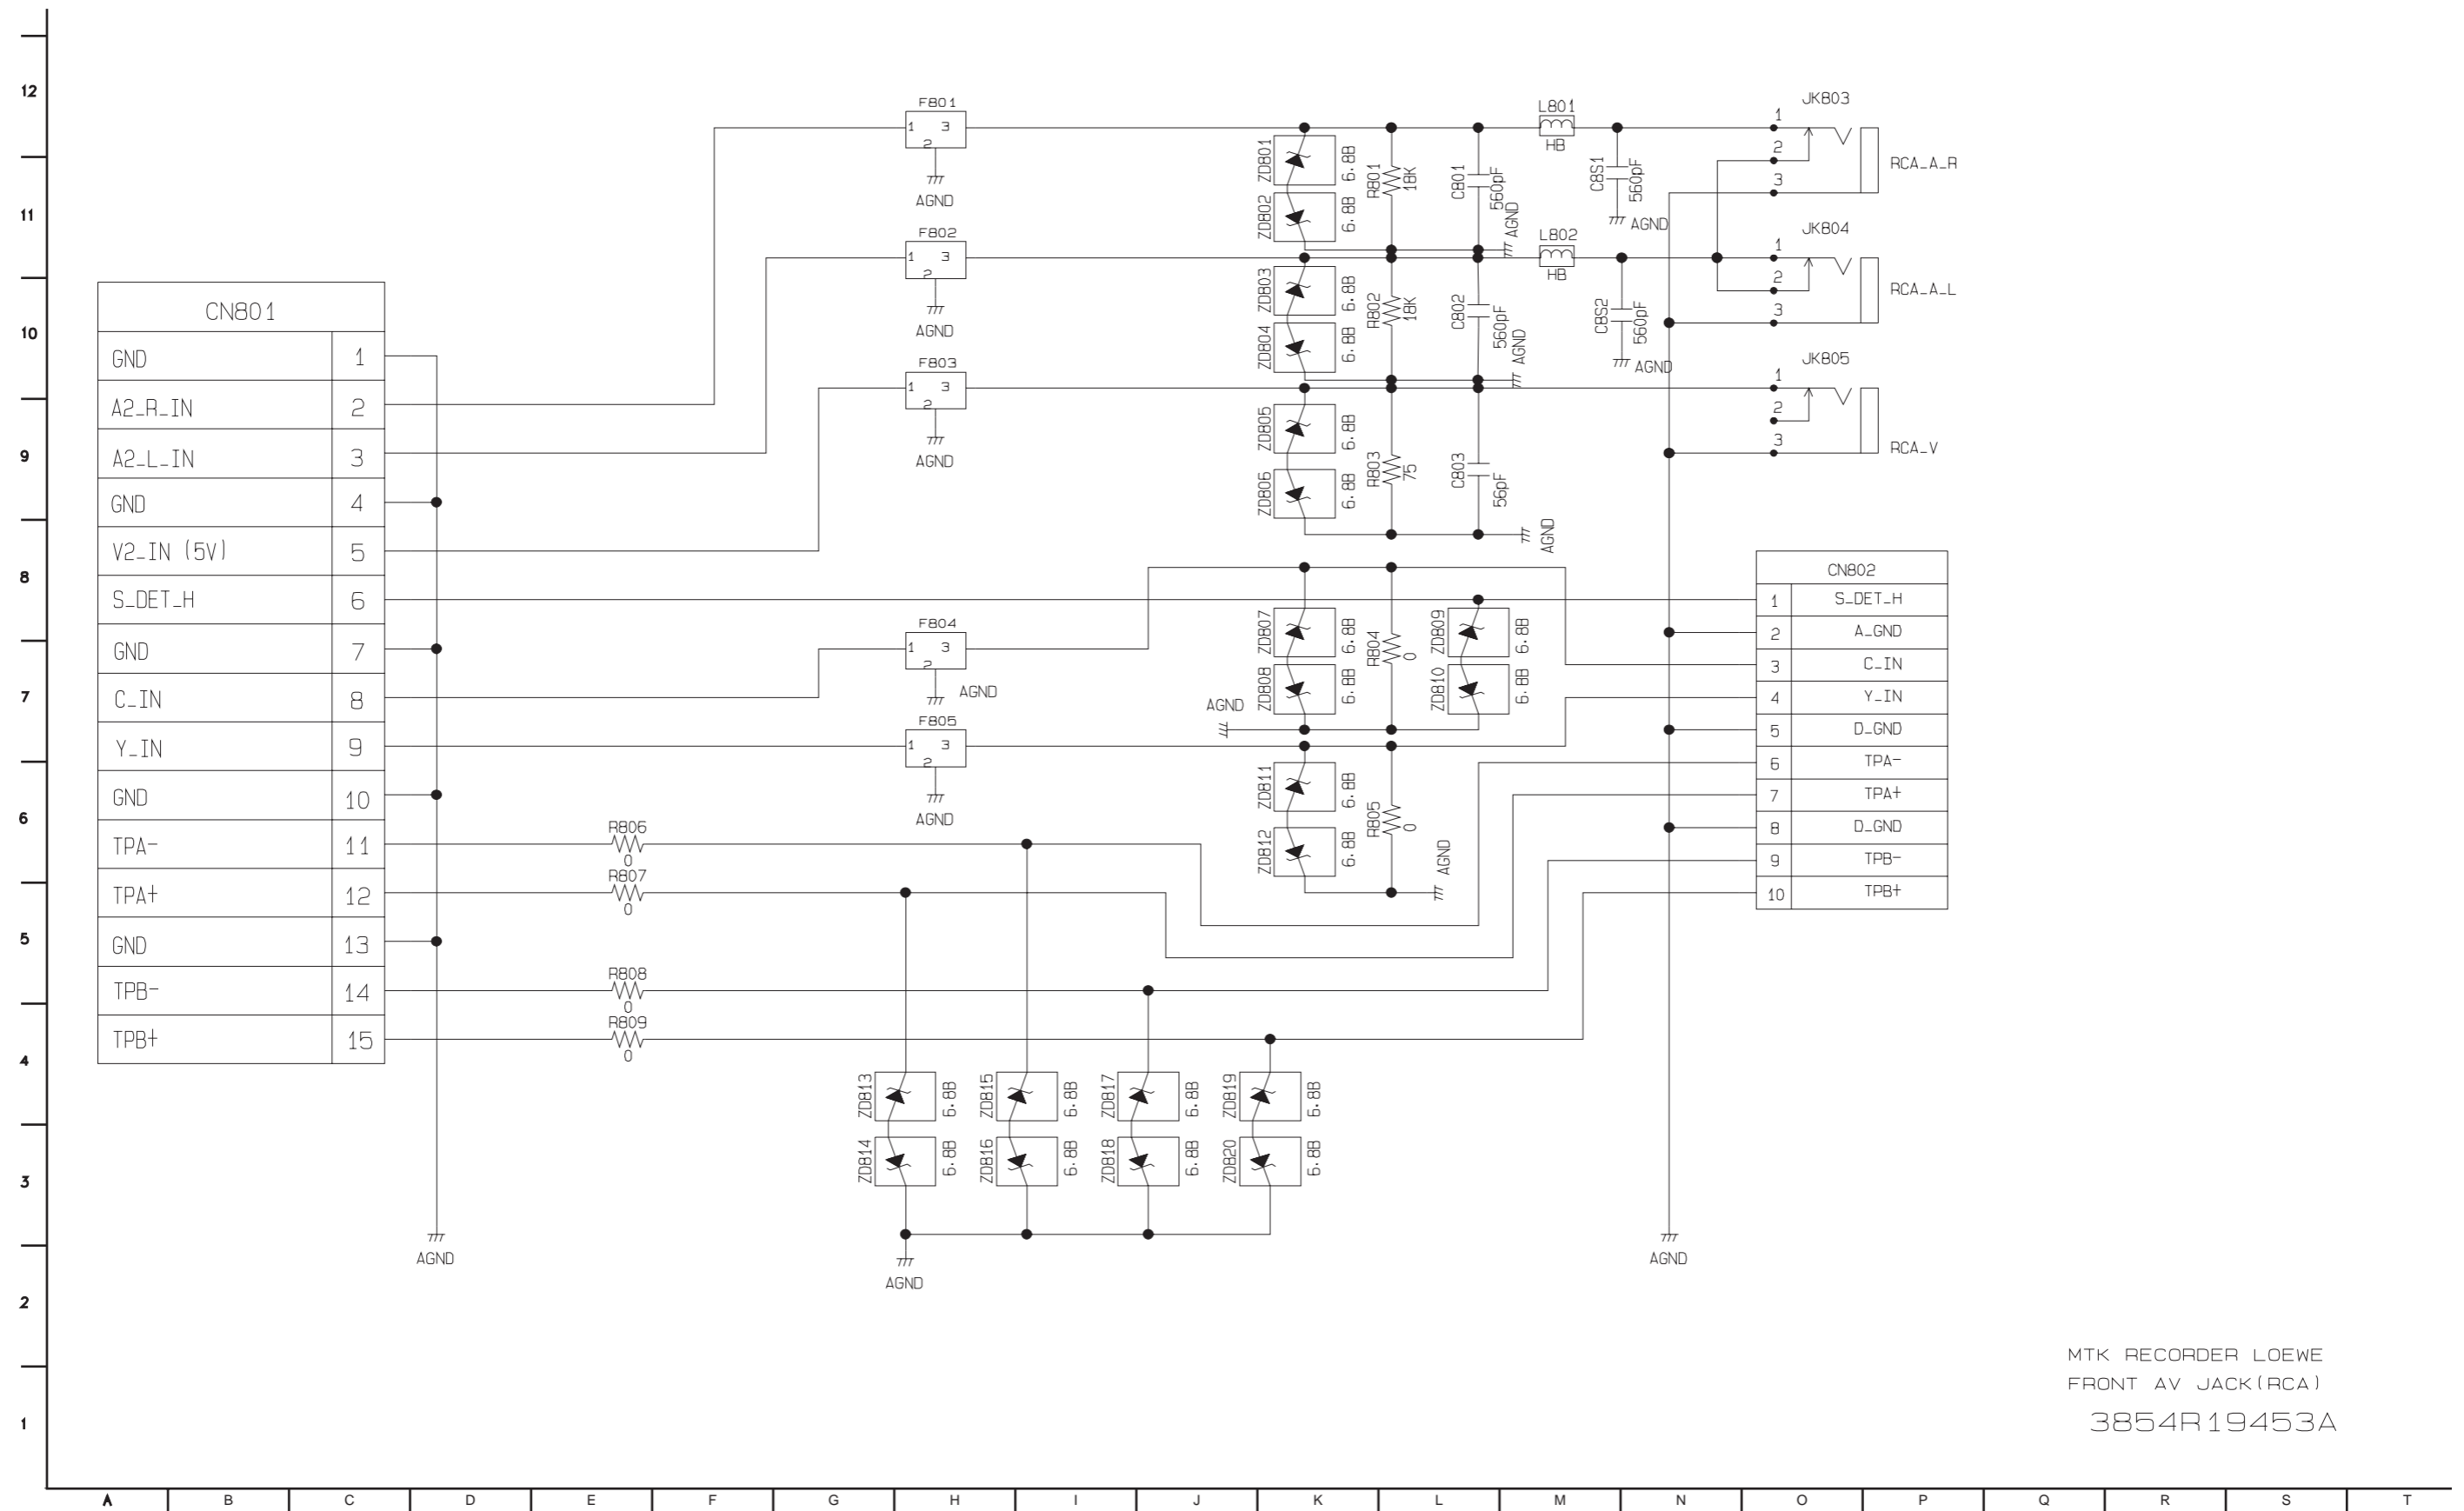 12
11
10
9
8
7
6
5
4
3
2
1
CN801
GND 1
A2_R_IN 2
A2_L_IN 3
GND 4
V2_IN (5V) 5
S_DET_H 6
GND 7
C_IN 8
Y_IN 9
GND 10
TPA- 11
TPA+ 12
GND 13
TPB- 14
TPB+ 15
AGND
F801
1 3
2
AGND
F802
1 3
2
AGND
F803
1 3
2
AGND
F804
1 3
2
AGND
F805
1 3
2
AGND
R806
0
R807
0
R808
0
R809
0
ZD801 6.8B
ZD802 6.8B
R801 18K
C801 560pF
AGND
L801
HB
C8S1 560pF
AGND
ZD803 6.8B
ZD804 6.8B
R802 18K
C802 560pF
AGND
L802
HB
C8S2 560pF
AGND
ZD805 6.8B
ZD806 6.8B
R803 75
C803 56pF
AGND
JK803
1
2
3
RCA_A_R
JK804
1
2
3
RCA_A_L
JK805
1
2
3
RCA_V
ZD807 6.8B
ZD808 6.8B
R804 0
ZD809 6.8B
ZD810 6.8B
AGND
ZD811 6.8B
ZD812 6.8B
R805 0
AGND
CN802
1 S_DET_H
2 A_GND
3 C_IN
4 Y_IN
5 D_GND
6 TPA-
7 TPA+
8 D_GND
9 TPB-
10 TPB+
ZD813 6.8B
ZD814 6.8B
ZD815 6.8B
ZD816 6.8B
ZD817 6.8B
ZD818 6.8B
ZD819 6.8B
ZD820 6.8B
AGND
AGND
MTK RECORDER LOEWE
FRONT AV JACK(RCA)
3854R19453A
A B C D E F G H I J K L M N O P Q R S T